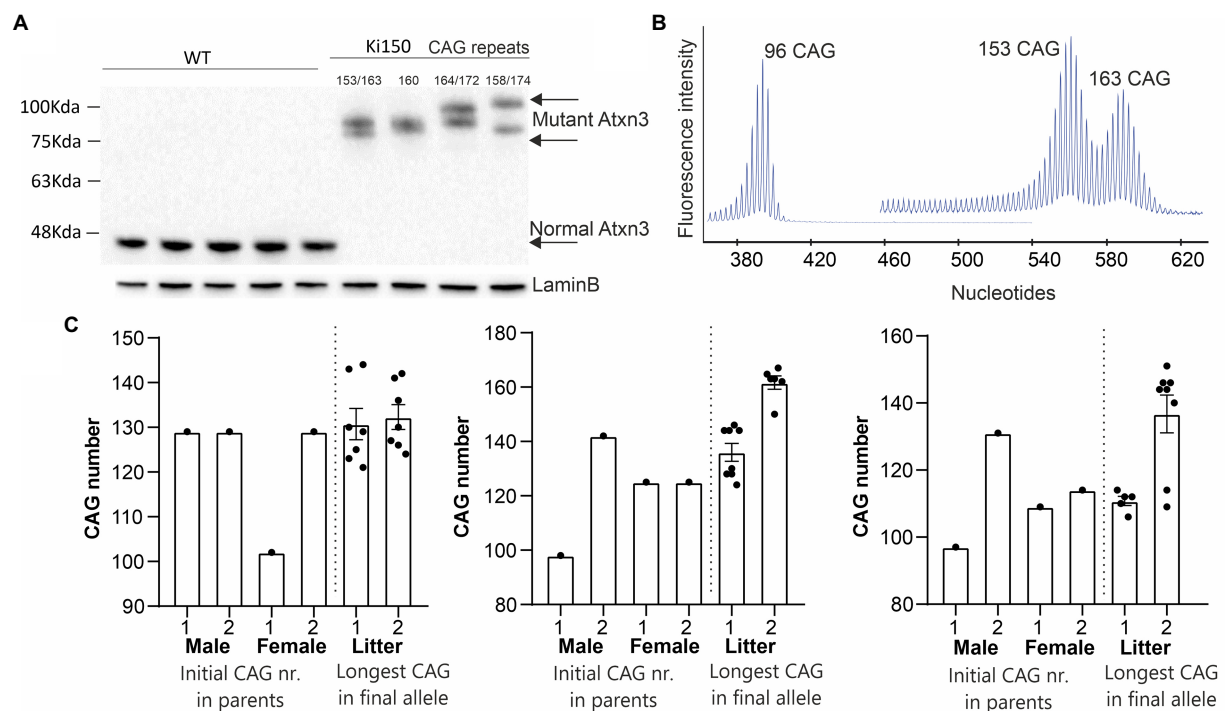 A
WT
Ki150 CAG repeats
153/163 160 164/172 158/174
100Kda
75Kda
63Kda
48Kda
Mutant Atxn3
Normal Atxn3
LaminB
B
Fluorescence intensity
96 CAG
153 CAG
163 CAG
380 420 460 500 540 580 620
Nucleotides
C
CAG number
150
140
130
120
110
100
90
1 2 1 2 1 2
Male Female Litter
Initial CAG nr. Longest CAG
in parents in final allele
CAG number
180
160
140
120
100
80
1 2 1 2 1 2
Male Female Litter
Initial CAG nr. Longest CAG
in parents in final allele
CAG number
160
140
120
100
80
1 2 1 2 1 2
Male Female Litter
Initial CAG nr. Longest CAG
in parents in final allele